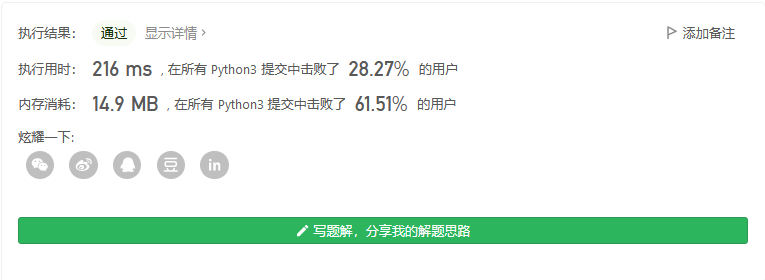 执行结果： 通过 显示详情 › 添加备注
执行用时： 216 ms , 在所有 Python3 提交中击败了 28.27% 的用户
内存消耗： 14.9 MB , 在所有 Python3 提交中击败了 61.51% 的用户
炫耀一下:
豆 in
写题解，分享我的解题思路